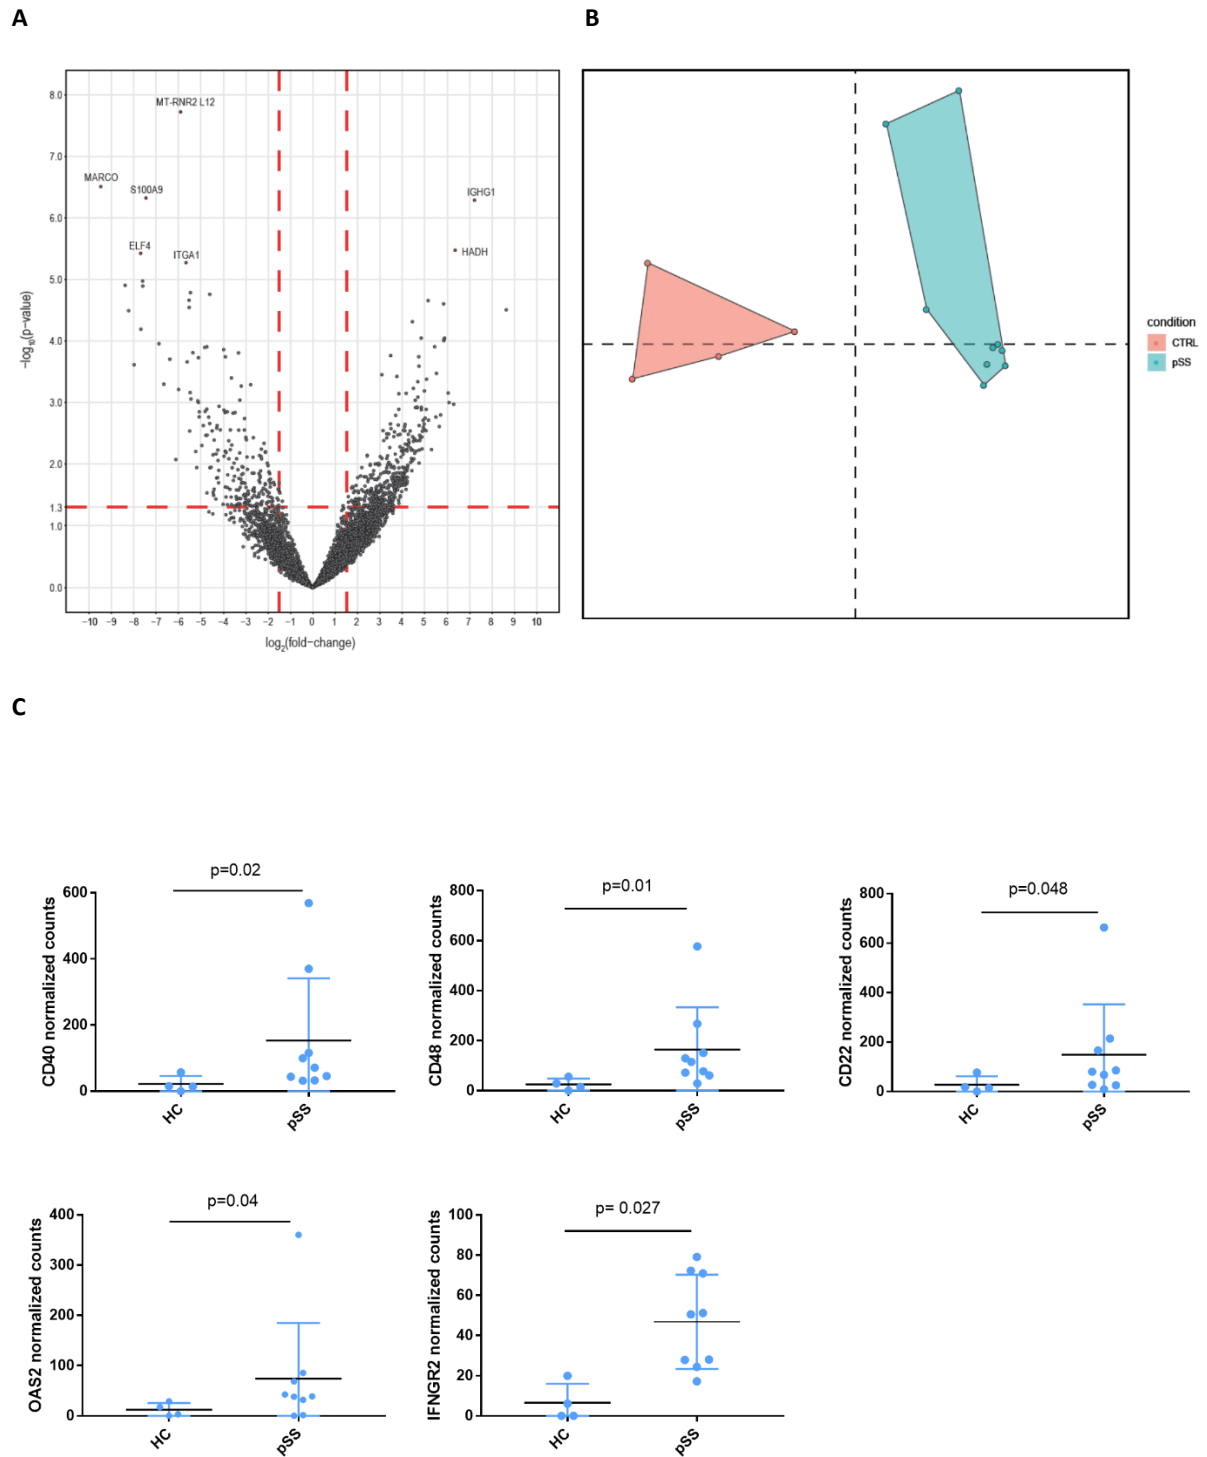 A
B
8.0
7.0
6.0
5.0
4.0
3.0
2.0
1.3
1.0
0.0
−log10(p−value)
MT-RNR2 L12
MARCO
S100A9
IGHG1
ELF4
ITGA1
HADH
−10 −9 −8 −7 −6 −5 −4 −3 −2 −1 0 1 2 3 4 5 6 7 8 9 10
log2(fold−change)
condition
CTRL
pSS
C
p=0.02
CD40 normalized counts
600
400
200
0
HC
pSS
p=0.01
CD48 normalized counts
800
600
400
200
0
HC
pSS
p=0.048
CD22 normalized counts
800
600
400
200
0
HC
pSS
p=0.04
OAS2 normalized counts
400
300
200
100
0
HC
pSS
p= 0.027
IFNGR2 normalized counts
100
80
60
40
20
0
HC
pSS